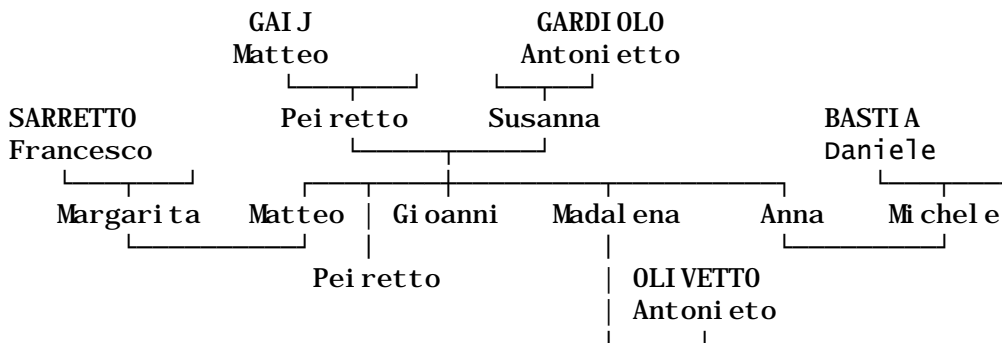 GAIJ GARDIOLO
Matteo Antonietto
SARRETTO Peiretto Susanna BASTIA
Francesco Daniele
Margarita Matteo Gioanni Madalena Anna Michele
Peiretto OLIVETTO
Antonieto